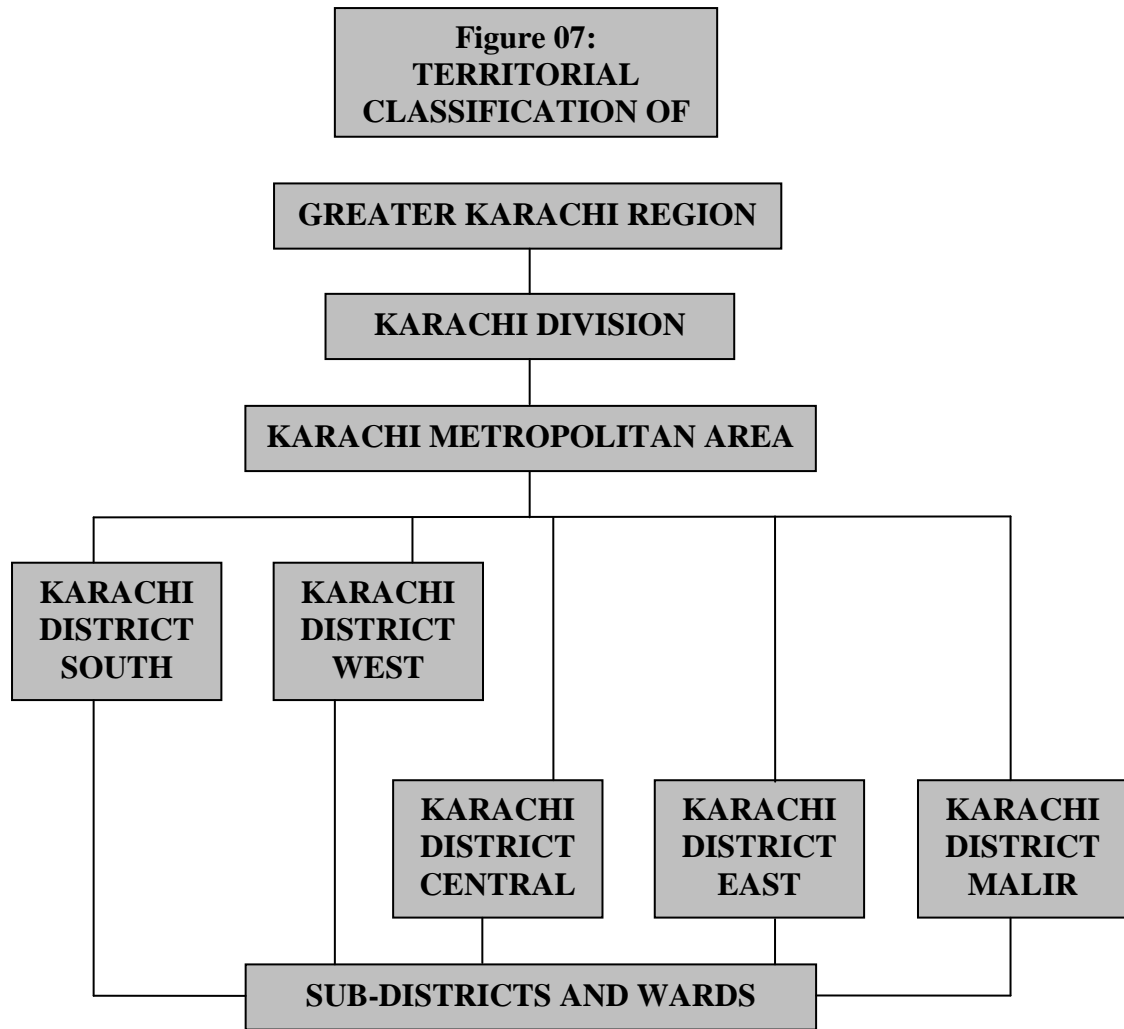 Figure 07:
TERRITORIAL
CLASSIFICATION OF
GREATER KARACHI REGION
KARACHI DIVISION
KARACHI METROPOLITAN AREA
KARACHI
DISTRICT
SOUTH
KARACHI
DISTRICT
WEST
KARACHI
DISTRICT
CENTRAL
KARACHI
DISTRICT
EAST
KARACHI
DISTRICT
MALIR
SUB-DISTRICTS AND WARDS